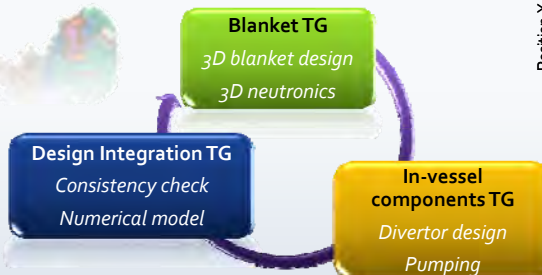 Blanket TG
3D blanket design
3D neutronics
Design Integration TG
Consistency check
Numerical model
In-vessel
components TG
Divertor design
Pumping
Position Y